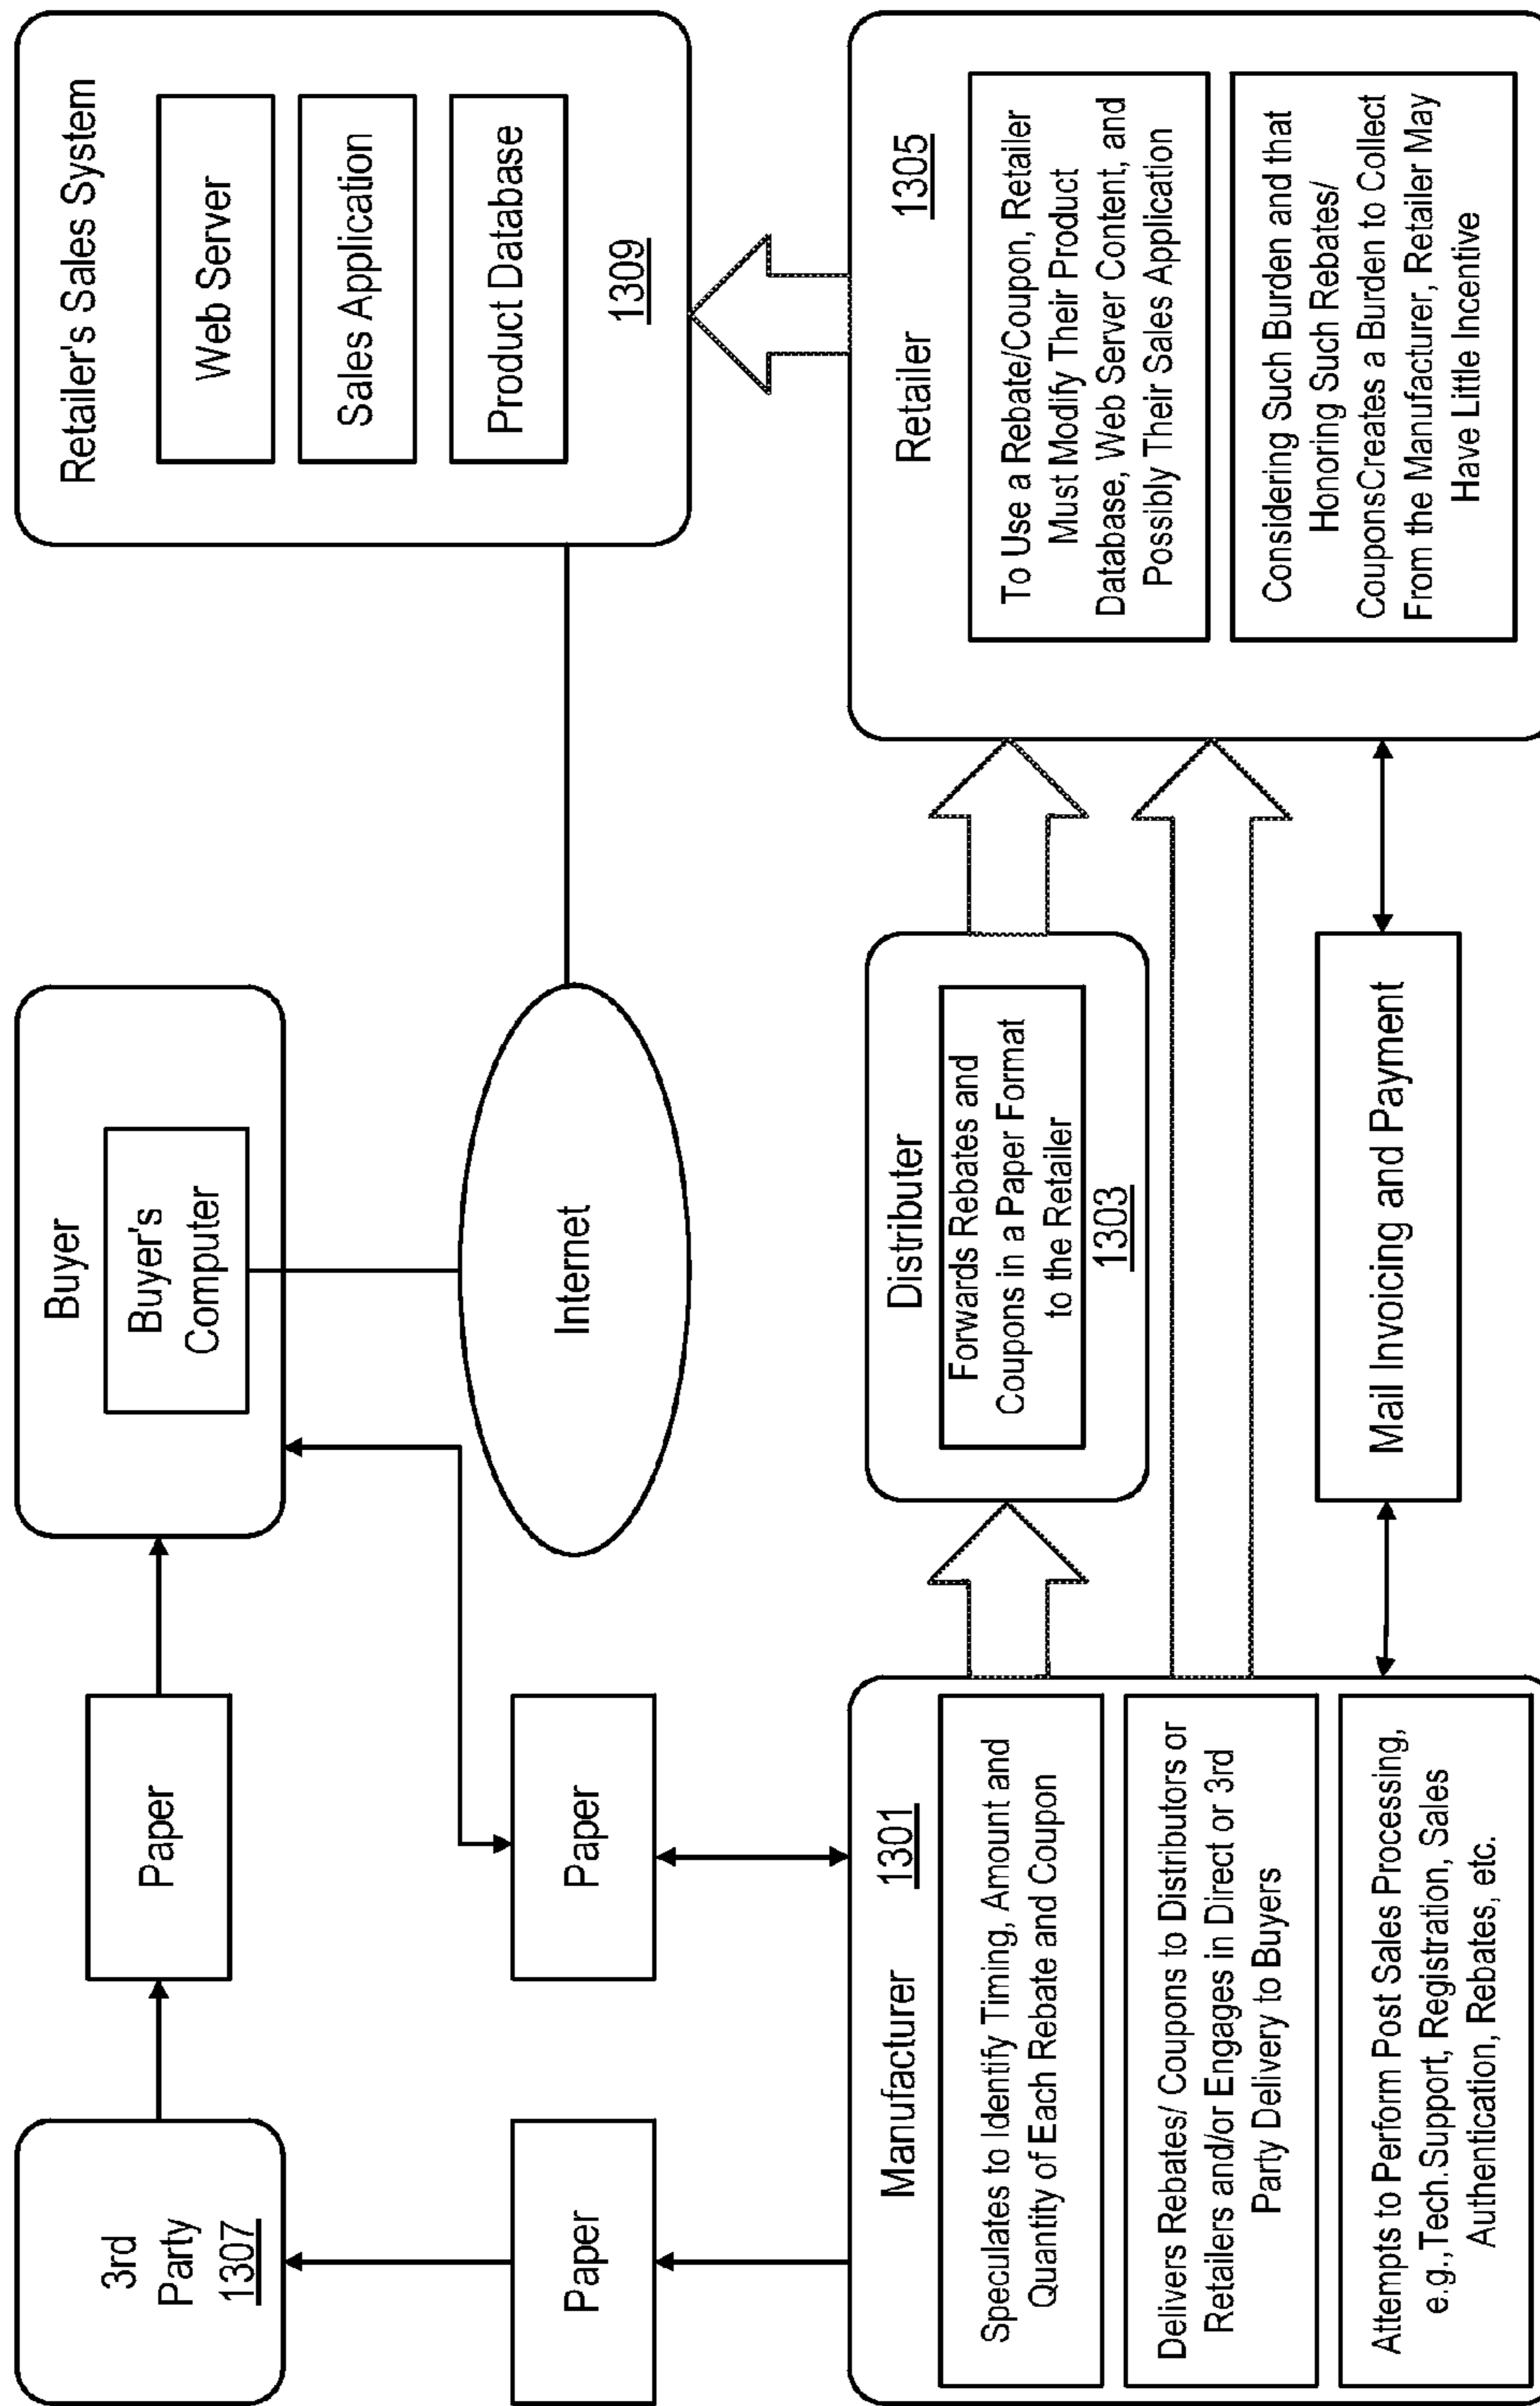 3rd
Party
1307
Paper
Buyer
Buyer's
Computer
Retailer's Sales System
Web Server
Sales Application
Product Database
1309
Paper
Paper
Internet
Manufacturer 1301
Speculates to Identify Timing, Amount and
Quantity of Each Rebate and Coupon
Delivers Rebates/ Coupons to Distributors or
Retailers and/or Engages in Direct or 3rd
Party Delivery to Buyers
Attempts to Perform Post Sales Processing,
e.g.,Tech.Support, Registration, Sales
Authentication, Rebates, etc.
Distributer
Forwards Rebates and
Coupons in a Paper Format
to the Retailer
1303
Mail Invoicing and Payment
Retailer 1305
To Use a Rebate/Coupon, Retailer
Must Modify Their Product
Database, Web Server Content, and
Possibly Their Sales Application
Considering Such Burden and that
Honoring Such Rebates/
CouponsCreates a Burden to Collect
From the Manufacturer, Retailer May
Have Little Incentive